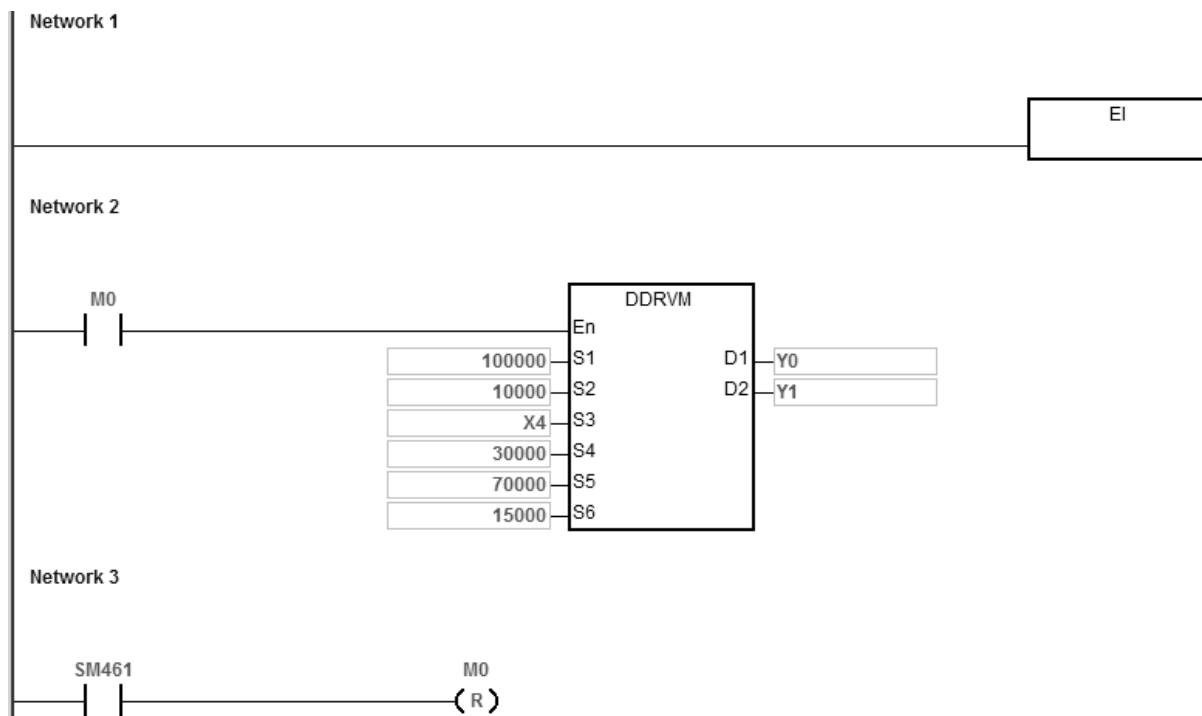 Network 1
EI
Network 2
M0
DDRVM
En
100000 S1 D1 Y0
10000 S2 D2 Y1
X4 S3
30000 S4
70000 S5
15000 S6
Network 3
SM461 M0
( R )